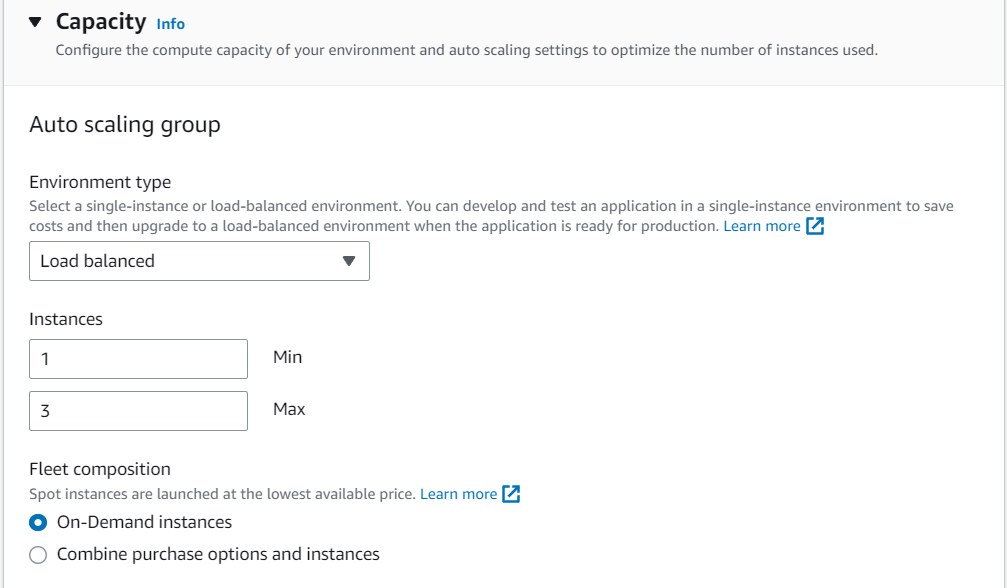 Capacity Info
Configure the compute capacity of your environment and auto scaling settings to optimize the number of instances used.
Auto scaling group
Environment type
Select a single-instance or load-balanced environment. You can develop and test an application in a single-instance environment to save
costs and then upgrade to a load-balanced environment when the application is ready for production. Learn more
Load balanced
Instances
1 Min
3 Max
Fleet composition
Spot instances are launched at the lowest available price. Learn more
On-Demand instances
Combine purchase options and instances